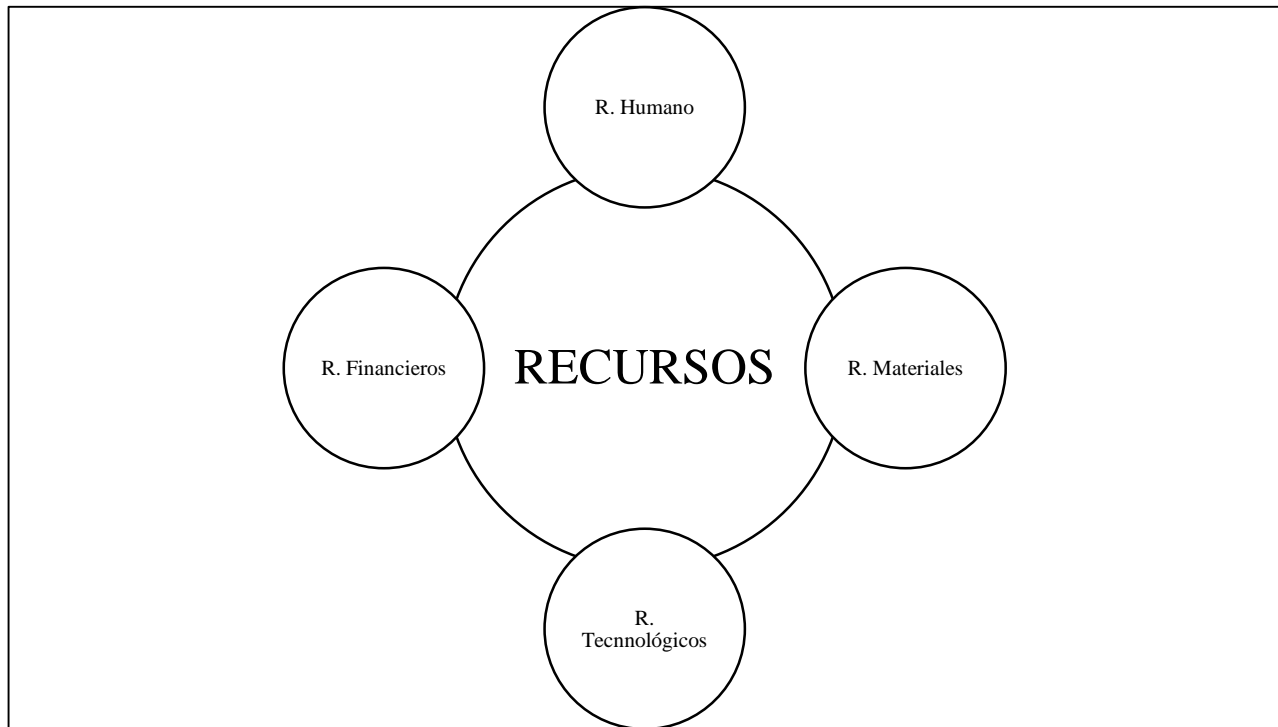 R. Humano
R. Financieros
RECURSOS
R. Materiales
R.
Tecnnológicos